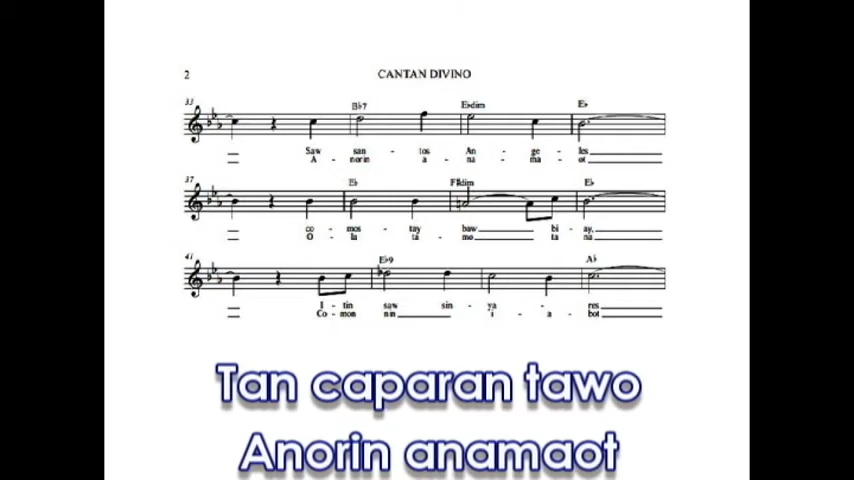 2
CANTAN DIVINO
33
B♭7 E♭dim E♭
Saw san - tos An - ge - les
A - norin a - na - ma - ot
37
E♭ F♯dim E♭
co - mos - tay baw bi - ay,
O - la ta - mo ta na
41
E♭9 A♭
I - tin saw sin - ya - res
Co - mon nin i - a - bot
Tan caparan tawo
Anorin anamaot